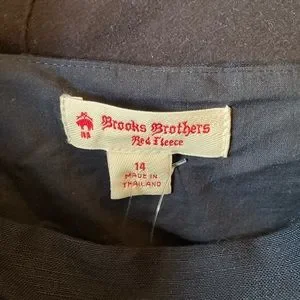 Brooks Brothers
Red Fleece
14
MADE IN
THAILAND